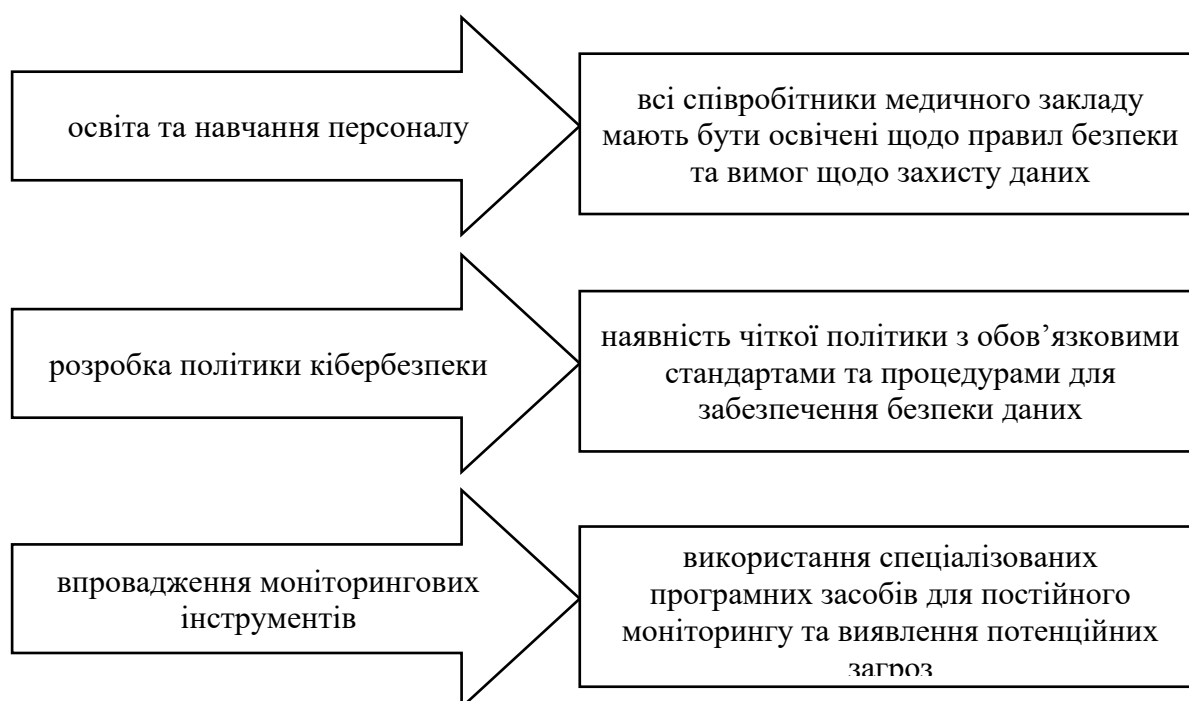 освіта та навчання персоналу
всі співробітники медичного закладу
мають бути освічені щодо правил безпеки
та вимог щодо захисту даних
розробка політики кібербезпеки
наявність чіткої політики з обов’язковими
стандартами та процедурами для
забезпечення безпеки даних
впровадження моніторингових
інструментів
використання спеціалізованих
програмних засобів для постійного
моніторингу та виявлення потенційних
загроз